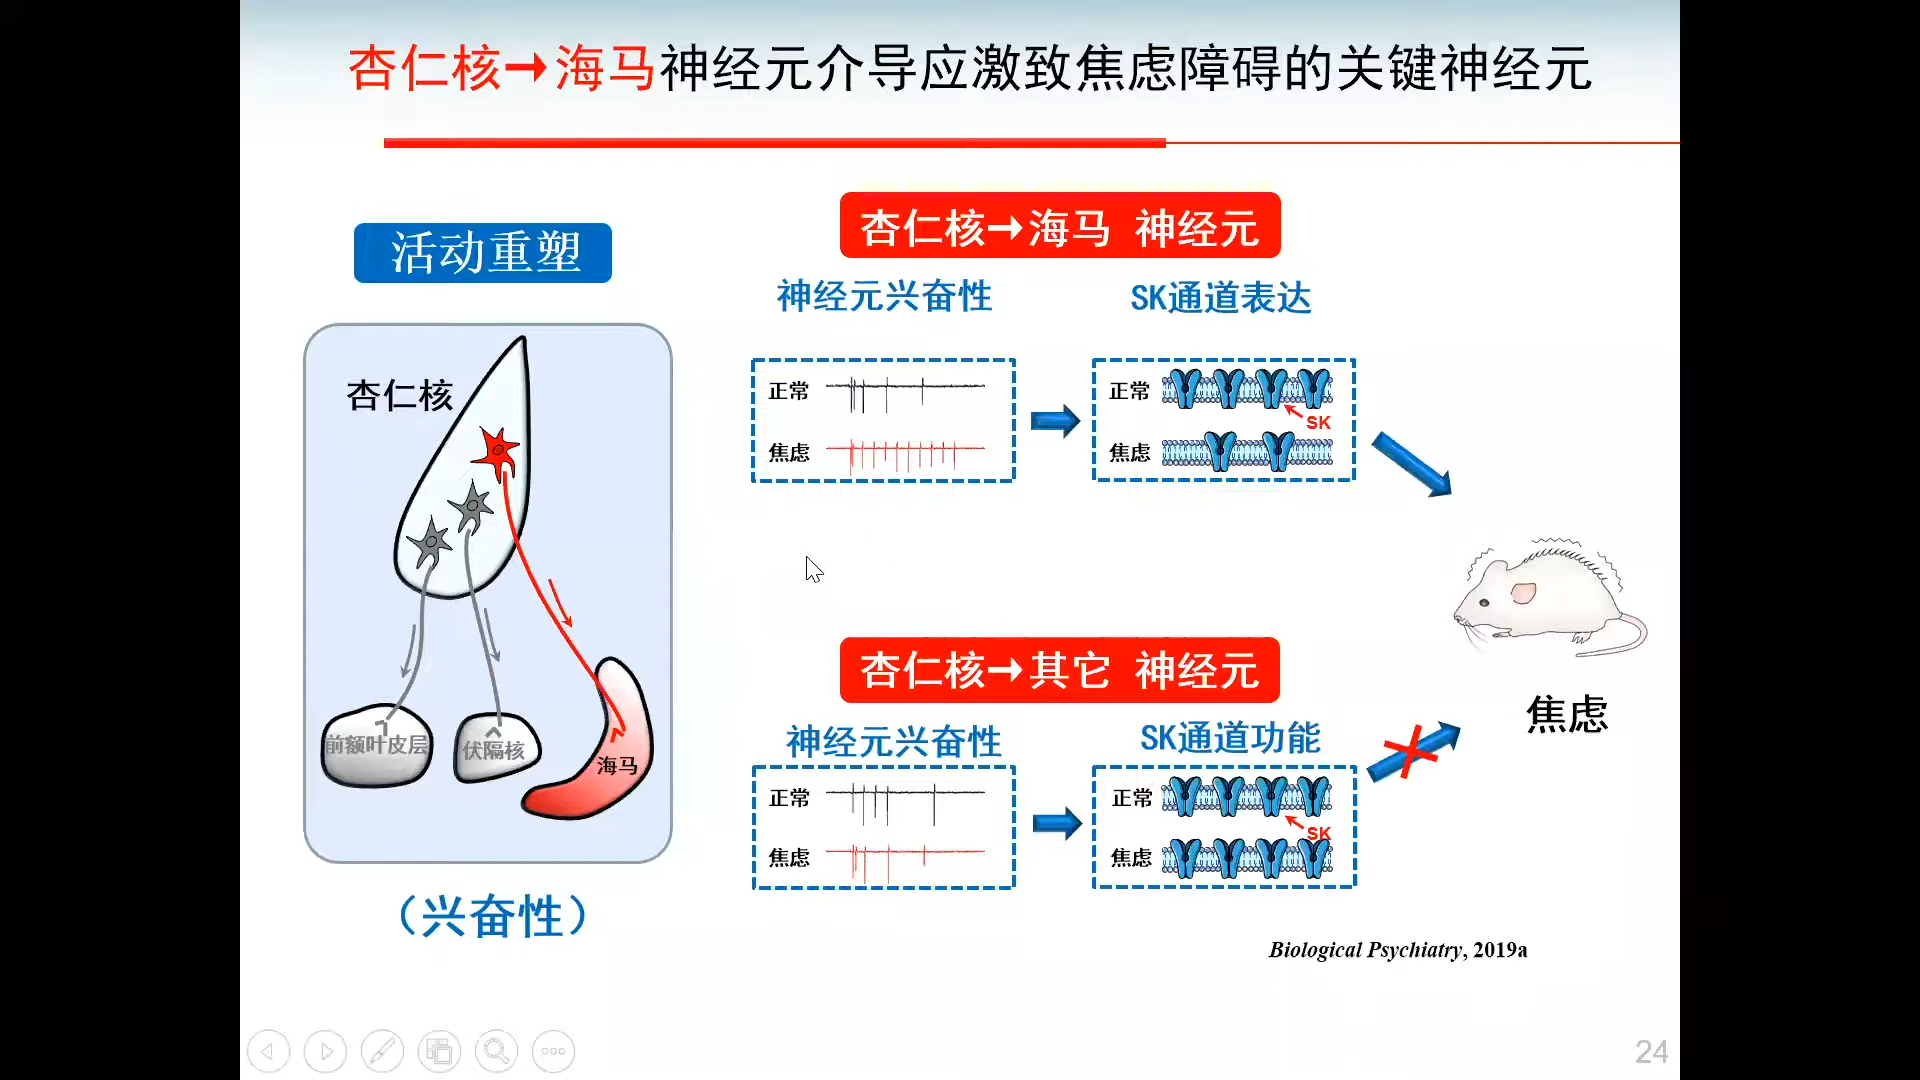 杏仁核→海马神经元介导应激致焦虑障碍的关键神经元
活动重塑
杏仁核
前额叶皮层
伏隔核
海马
（兴奋性）
杏仁核→海马 神经元
神经元兴奋性
SK通道表达
正常
焦虑
正常
SK
焦虑
杏仁核→其它 神经元
神经元兴奋性
SK通道功能
正常
焦虑
正常
SK
焦虑
焦虑
Biological Psychiatry, 2019a
24